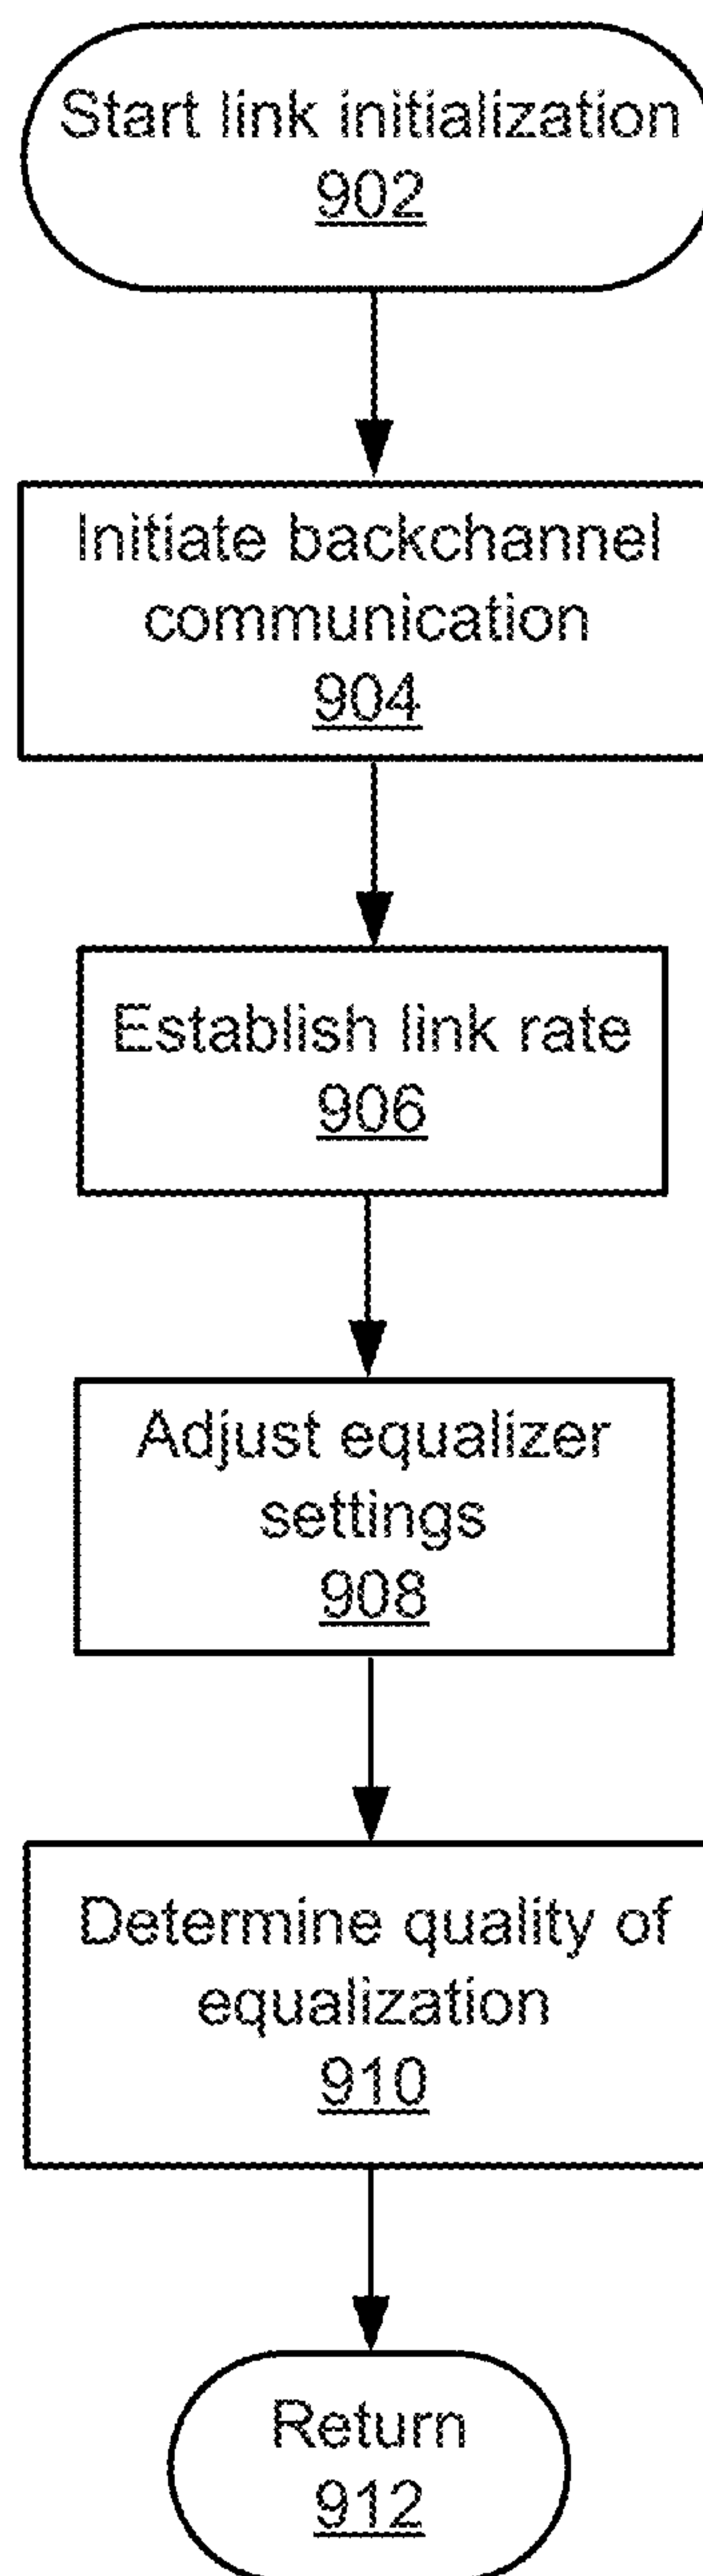 Start link initialization
902
Initiate backchannel
communication
904
Establish link rate
906
Adjust equalizer
settings
908
Determine quality of
equalization
910
Return
912